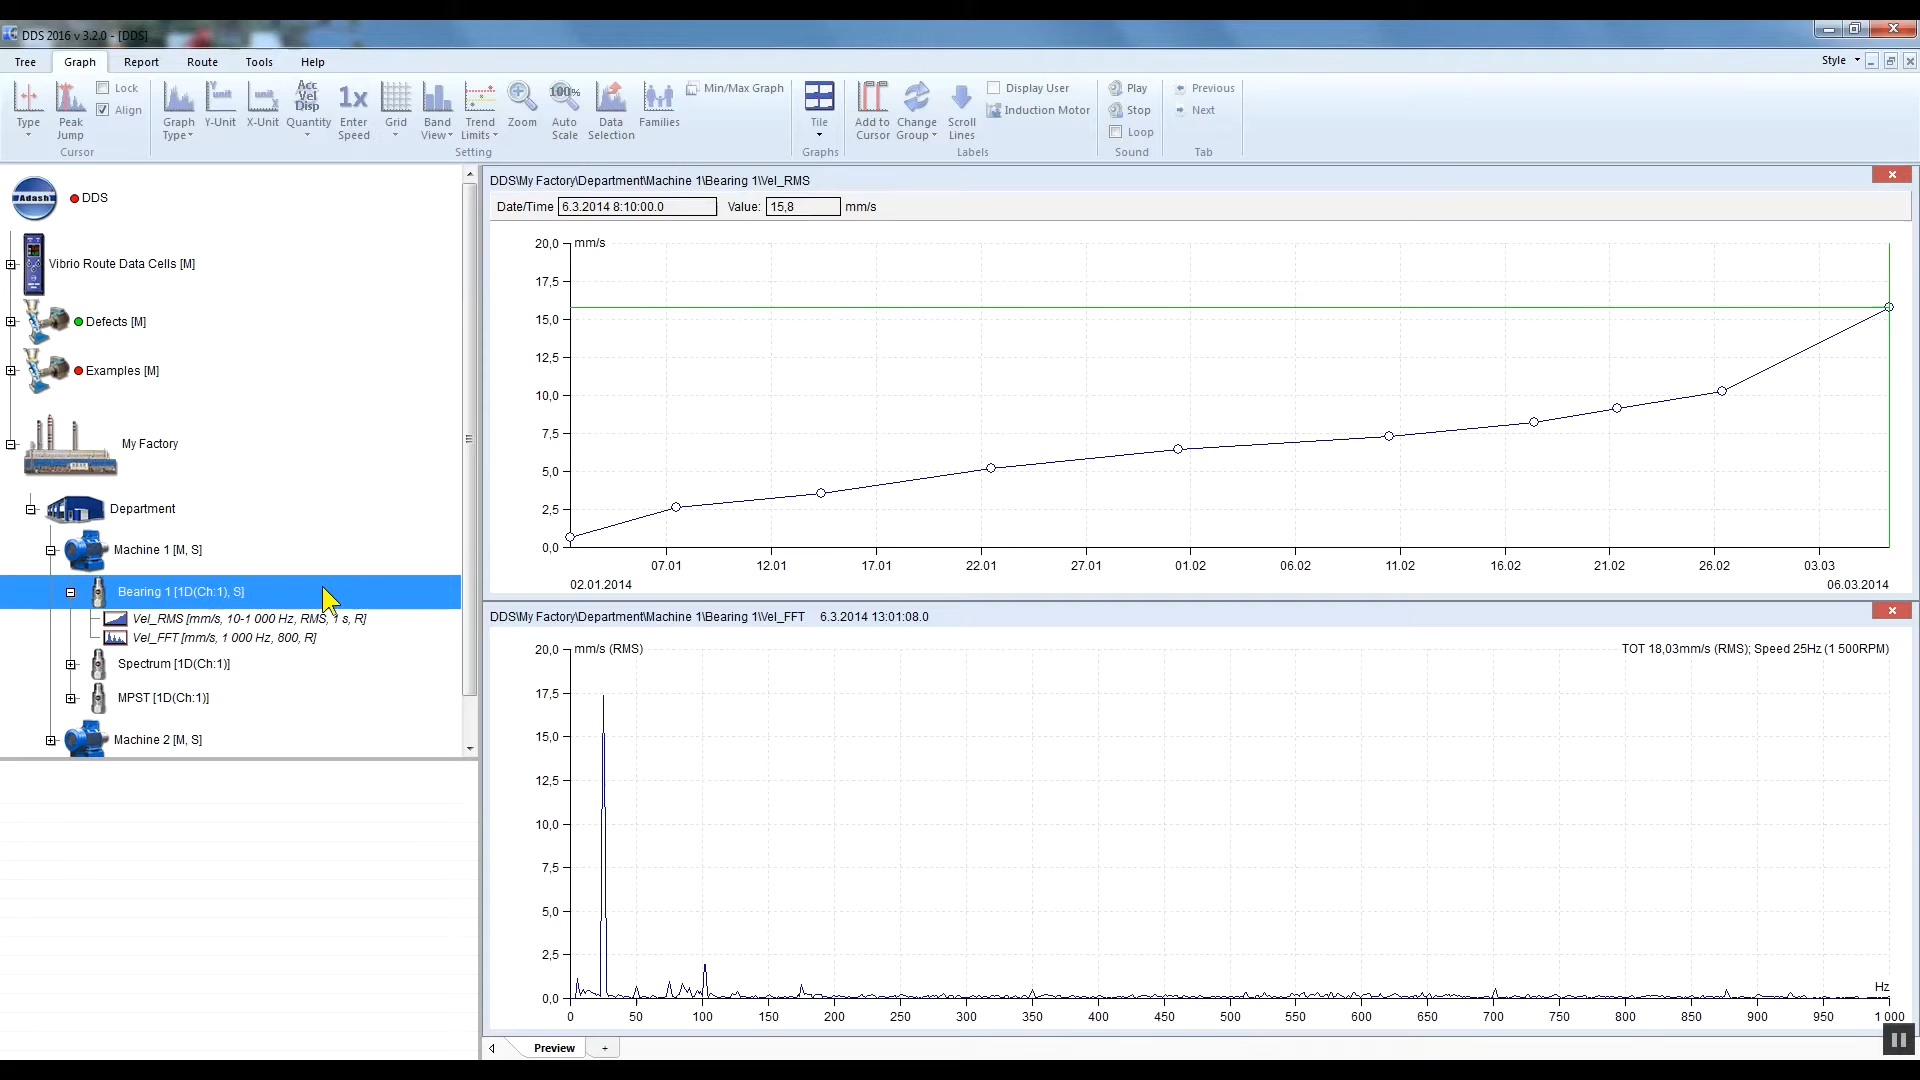 DDS 2016 v 3.2.0 - [DDS]
Tree Graph Report Route Tools Help Style
Type
Peak Jump
Lock
Align
Cursor
Graph Type
Y unit
Y-Unit
X unit
X-Unit
Acc Vel Disp
Quantity
1x
Enter Speed
Grid
Band View
Trend Limits
Zoom
100%
Auto Scale
Data Selection
Families
Min/Max Graph
Setting
Tile
Graphs
Add to Cursor
Change Group
Scroll Lines
Display User
Induction Motor
Labels
Play
Stop
Loop
Sound
Previous
Next
Tab
Adash
DDS
Vibrio Route Data Cells [M]
Defects [M]
Examples [M]
My Factory
Department
Machine 1 [M, S]
Bearing 1 [1D(Ch:1), S]
Vel_RMS [mm/s, 10-1 000 Hz, RMS, 1 s, R]
Vel_FFT [mm/s, 1 000 Hz, 800, R]
Spectrum [1D(Ch:1)]
MPST [1D(Ch:1)]
Machine 2 [M, S]
DDS\My Factory\Department\Machine 1\Bearing 1\Vel_RMS
Date/Time 6.3.2014 8:10:00.0 Value: 15,8 mm/s
20,0 mm/s
17,5
15,0
12,5
10,0
7,5
5,0
2,5
0,0
07.01 12.01 17.01 22.01 27.01 01.02 06.02 11.02 16.02 21.02 26.02 03.03
02.01.2014 06.03.2014
DDS\My Factory\Department\Machine 1\Bearing 1\Vel_FFT 6.3.2014 13:01:08.0
20,0 mm/s (RMS) TOT 18,03mm/s (RMS); Speed 25Hz (1 500RPM)
17,5
15,0
12,5
10,0
7,5
5,0
2,5
0,0 Hz
0 50 100 150 200 250 300 350 400 450 500 550 600 650 700 750 800 850 900 950 1 000
Preview +